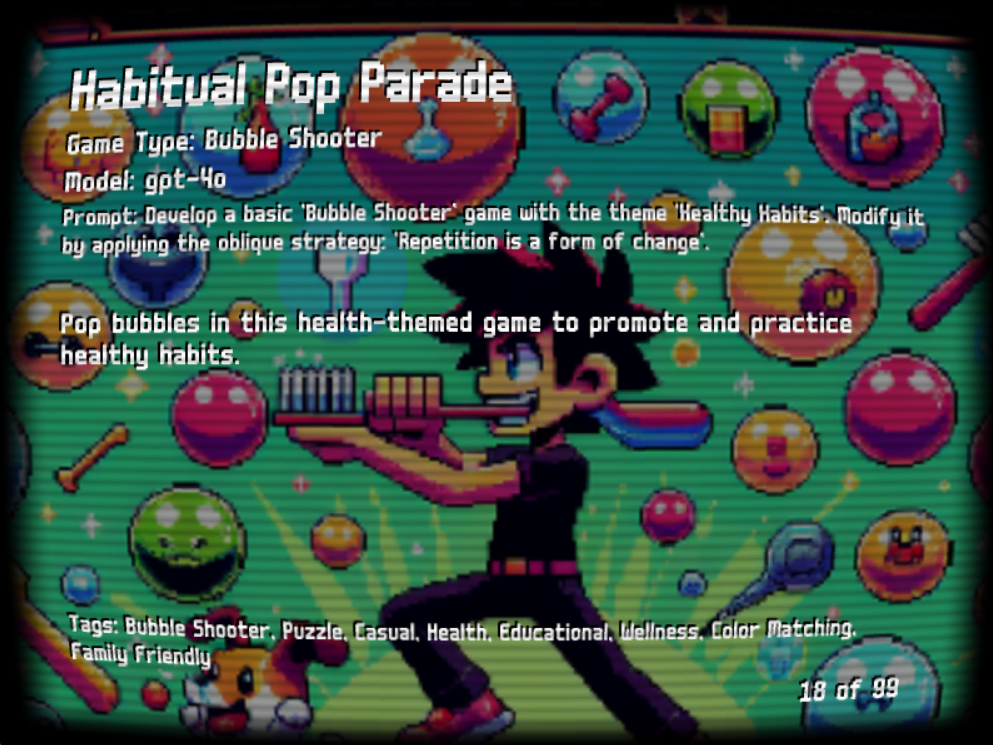 Habitual Pop Parade
Game Type: Bubble Shooter
Model: gpt-4o
Prompt: Develop a basic 'Bubble Shooter' game with the theme 'Healthy Habits'. Modify it
by applying the oblique strategy: 'Repetition is a form of change'.
Pop bubbles in this health-themed game to promote and practice
healthy habits.
Tags: Bubble Shooter, Puzzle, Casual, Health, Educational, Wellness, Color Matching,
Family Friendly
18 of 99